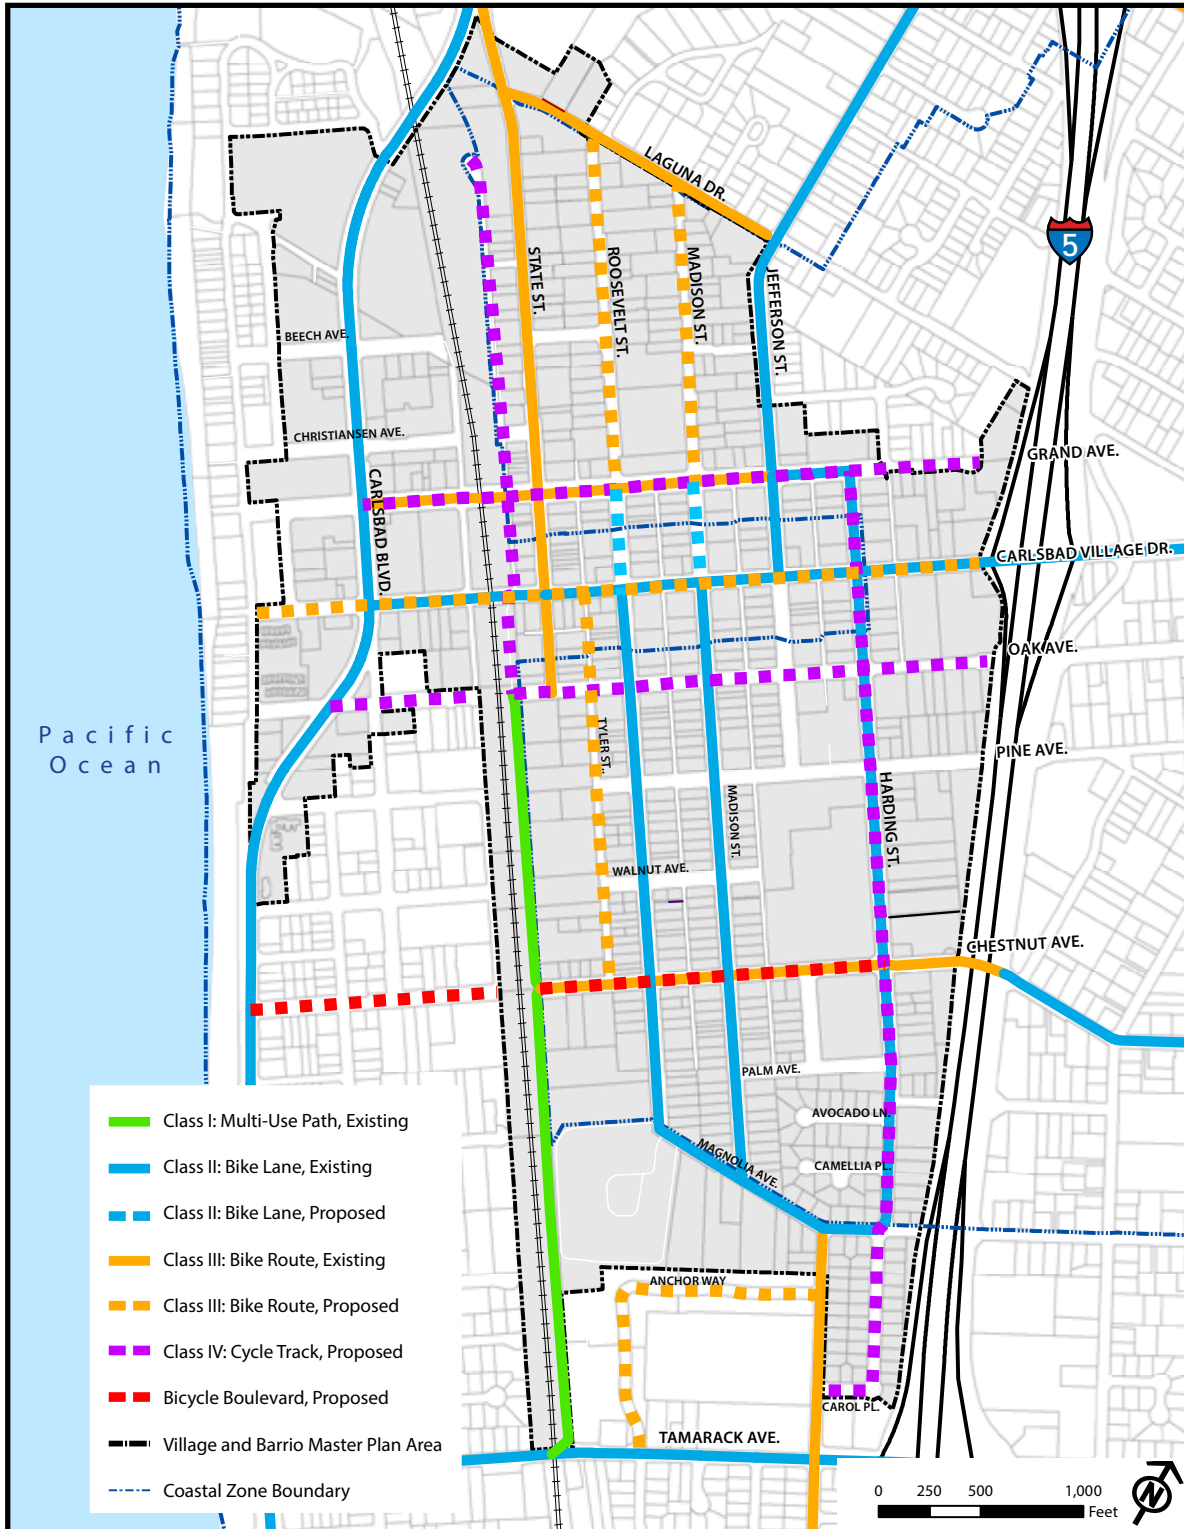 LAGUNA DR.
5
STATE ST.
ROOSEVELT ST.
MADISON ST.
JEFFERSON ST.
BEECH AVE.
CHRISTIANSEN AVE.
GRAND AVE.
CARLSBAD BLVD.
CARLSBAD VILLAGE DR.
OAK AVE.
Pacific
Ocean
TYLER ST..
PINE AVE.
MADISON ST.
HARDING ST.
WALNUT AVE.
CHESTNUT AVE.
PALM AVE.
AVOCADO LN.
MAGNOLIA AVE.
CAMELLIA PL.
ANCHOR WAY
CAROL PL.
TAMARACK AVE.
Class I: Multi-Use Path, Existing
Class II: Bike Lane, Existing
Class II: Bike Lane, Proposed
Class III: Bike Route, Existing
Class III: Bike Route, Proposed
Class IV: Cycle Track, Proposed
Bicycle Boulevard, Proposed
Village and Barrio Master Plan Area
Coastal Zone Boundary
0 250 500 1,000
Feet
N